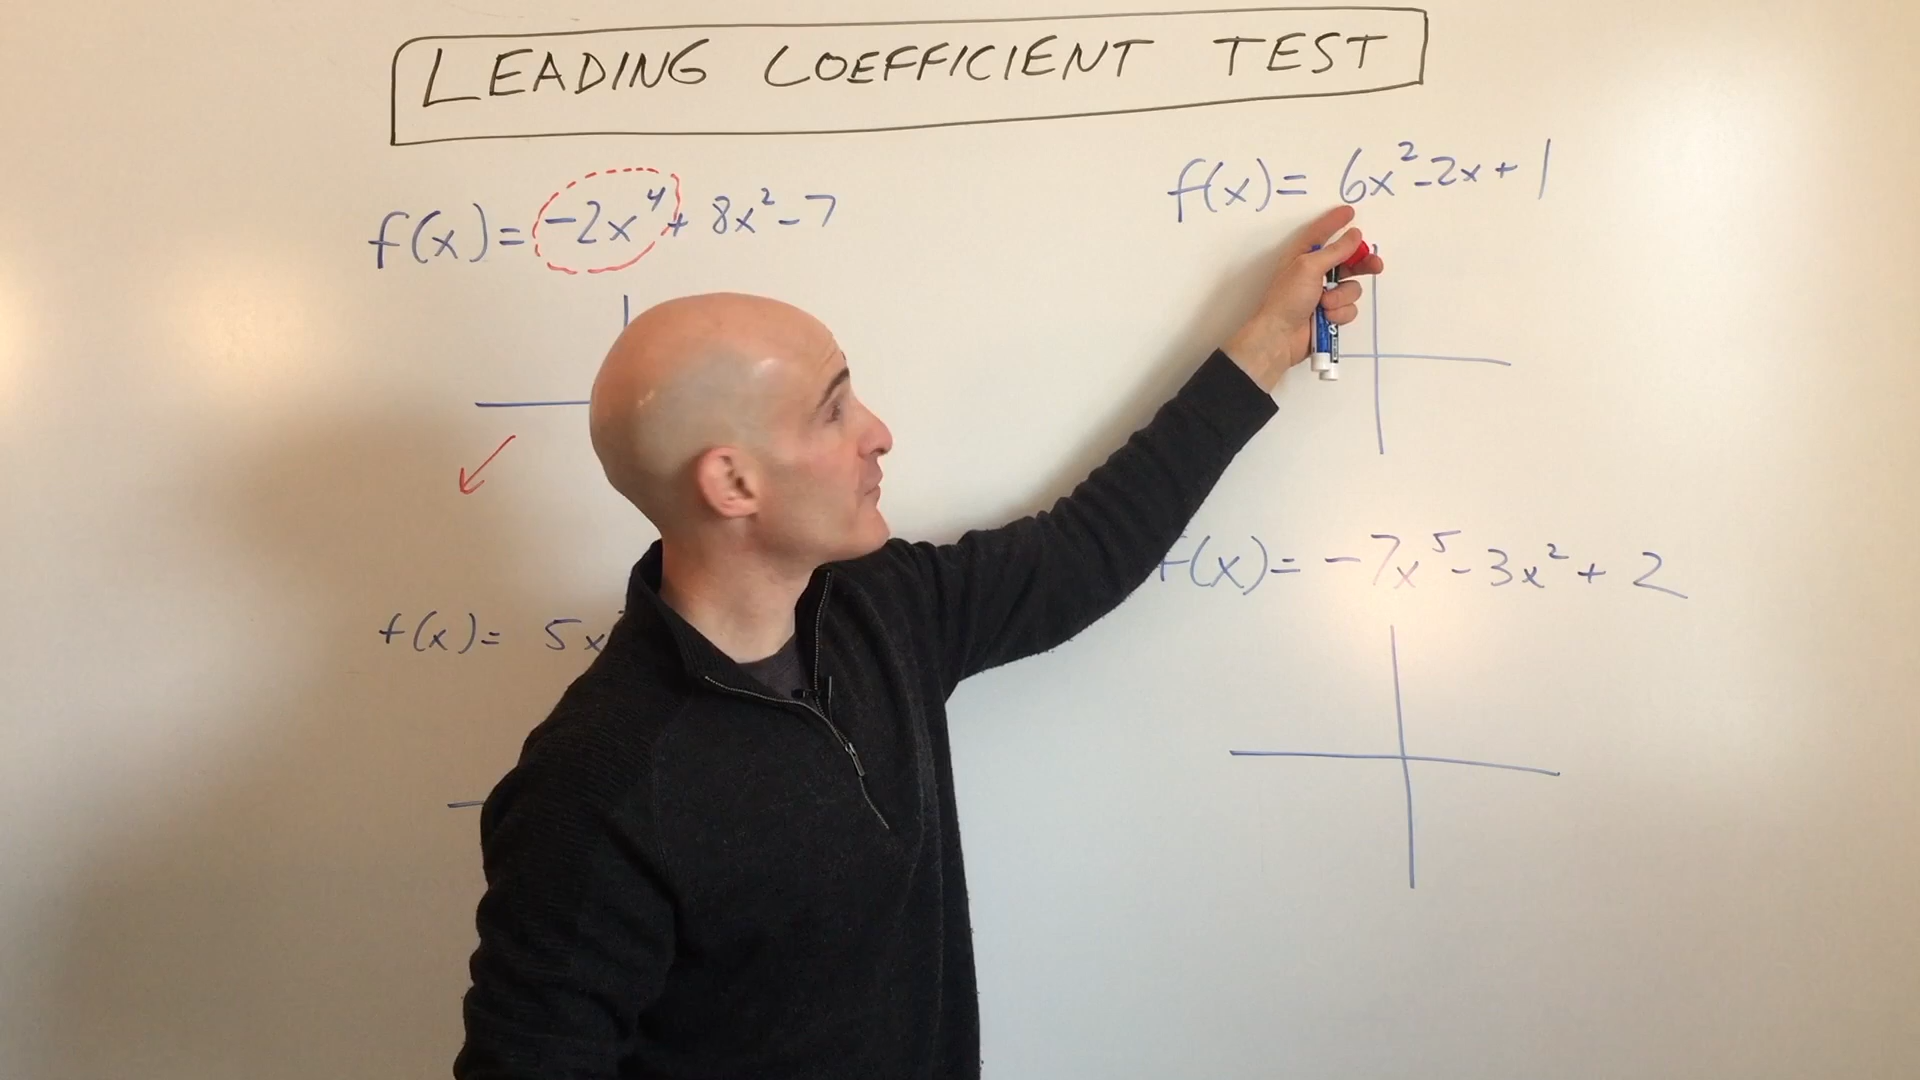 LEADING COEFFICIENT TEST
f(x) = -2x⁴ + 8x² - 7
f(x) = 6x² - 2x + 1
f(x) = 5x
f(x) = -7x⁵ - 3x² + 2